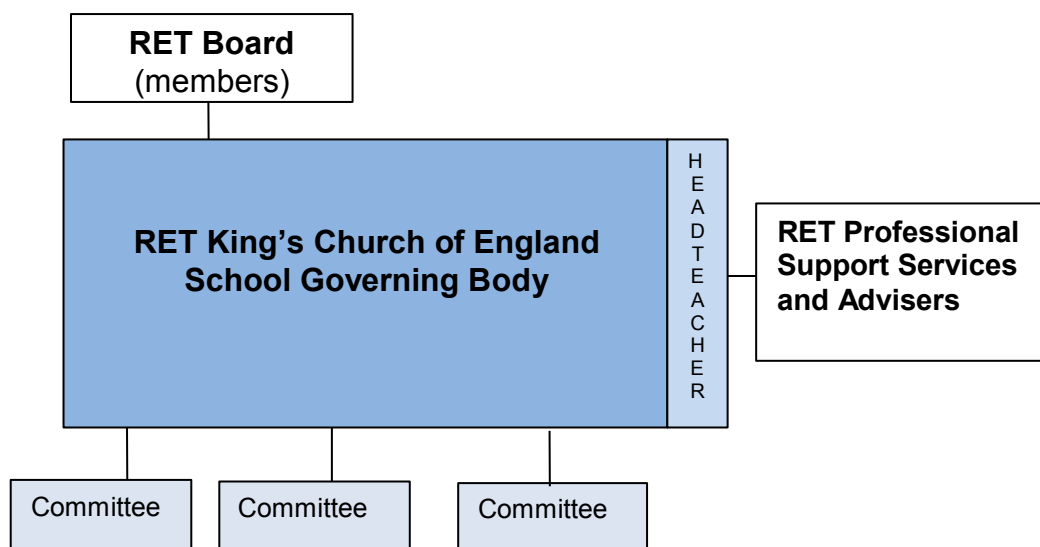 RET Board
(members)
RET King’s Church of England
School Governing Body
HEADTEACHER
RET Professional
Support Services
and Advisers
Committee
Committee
Committee